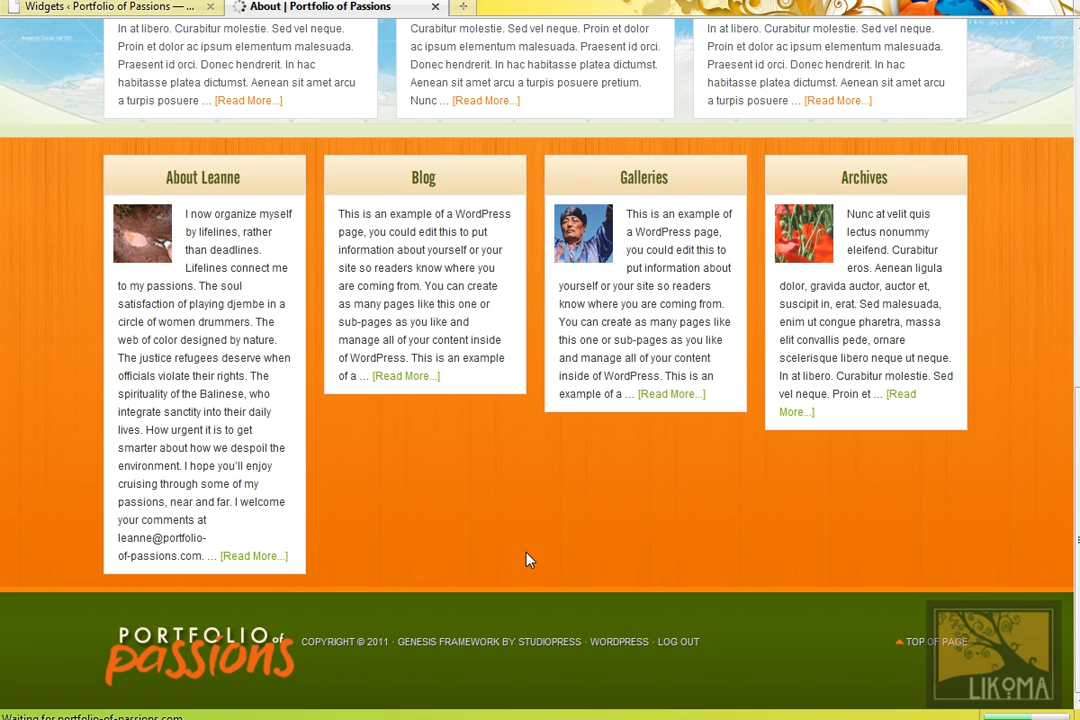 Widgets ‹ Portfolio of Passions — ...
About | Portfolio of Passions
In at libero. Curabitur molestie. Sed vel neque.
Proin et dolor ac ipsum elementum malesuada.
Praesent id orci. Donec hendrerit. In hac
habitasse platea dictumst. Aenean sit amet arcu
a turpis posuere ... [Read More...]
Curabitur molestie. Sed vel neque. Proin et dolor
ac ipsum elementum malesuada. Praesent id orci.
Donec hendrerit. In hac habitasse platea dictumst.
Aenean sit amet arcu a turpis posuere pretium.
Nunc ... [Read More...]
In at libero. Curabitur molestie. Sed vel neque.
Proin et dolor ac ipsum elementum malesuada.
Praesent id orci. Donec hendrerit. In hac
habitasse platea dictumst. Aenean sit amet arcu
a turpis posuere ... [Read More...]
About Leanne
I now organize myself
by lifelines, rather
than deadlines.
Lifelines connect me
to my passions. The soul
satisfaction of playing djembe in a
circle of women drummers. The
web of color designed by nature.
The justice refugees deserve when
officials violate their rights. The
spirituality of the Balinese, who
integrate sanctity into their daily
lives. How urgent it is to get
smarter about how we despoil the
environment. I hope you'll enjoy
cruising through some of my
passions, near and far. I welcome
your comments at
leanne@portfolio-
of-passions.com. ... [Read More...]
Blog
This is an example of a WordPress
page, you could edit this to put
information about yourself or your
site so readers know where you
are coming from. You can create
as many pages like this one or
sub-pages as you like and
manage all of your content inside
of WordPress. This is an example
of a ... [Read More...]
Galleries
This is an example of
a WordPress page,
you could edit this to
put information about
yourself or your site so readers
know where you are coming from.
You can create as many pages like
this one or sub-pages as you like
and manage all of your content
inside of WordPress. This is an
example of a ... [Read More...]
Archives
Nunc at velit quis
lectus nonummy
eleifend. Curabitur
eros. Aenean ligula
dolor, gravida auctor, auctor et,
suscipit in, erat. Sed malesuada,
enim ut congue pharetra, massa
elit convallis pede, ornare
scelerisque libero neque ut neque.
In at libero. Curabitur molestie. Sed
vel neque. Proin et ... [Read
More...]
PORTFOLIO of
passions
COPYRIGHT © 2011 · GENESIS FRAMEWORK BY STUDIOPRESS · WORDPRESS · LOG OUT
TOP OF PAGE
LIKOMA
Waiting for portfolio-of-passions.com